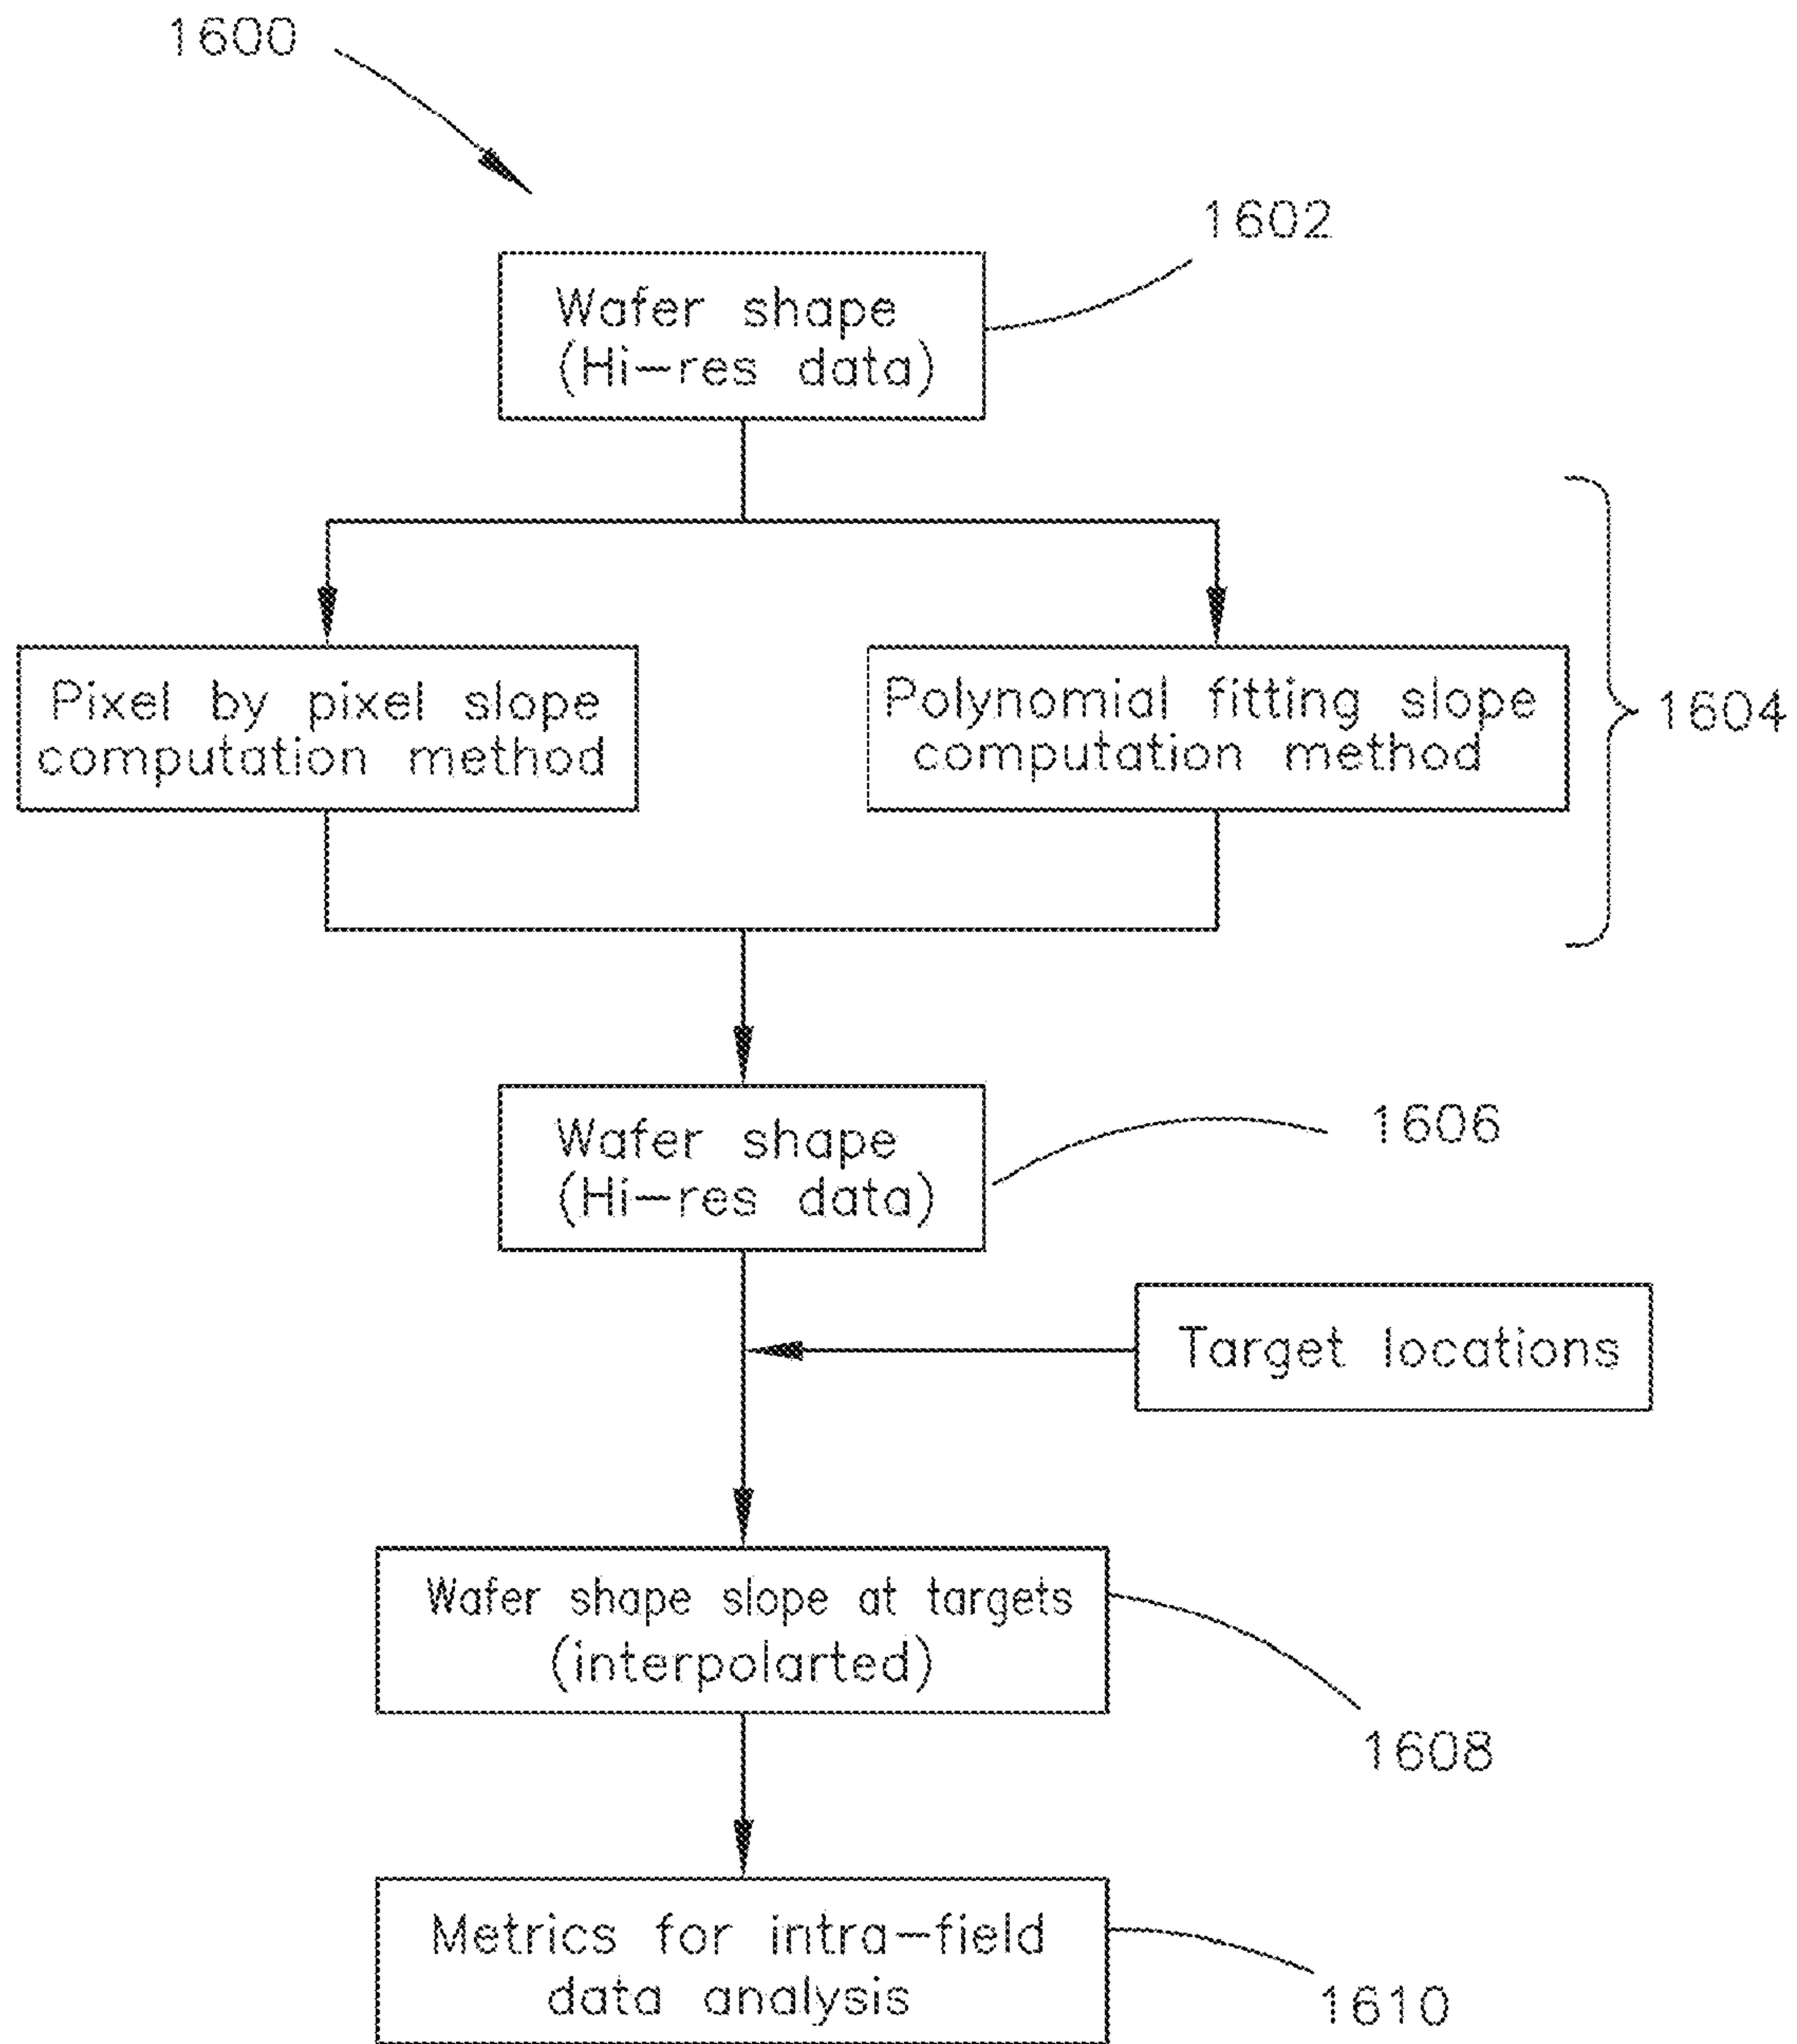 1600
1602
Wafer shape
(Hi-res data)
Pixel by pixel slope
computation method
Polynomial fitting slope
computation method
1604
Wafer shape
(Hi-res data)
1606
Target locations
Wafer shape slope at targets
(interpolarted)
1608
Metrics for intra-field
data analysis
1610